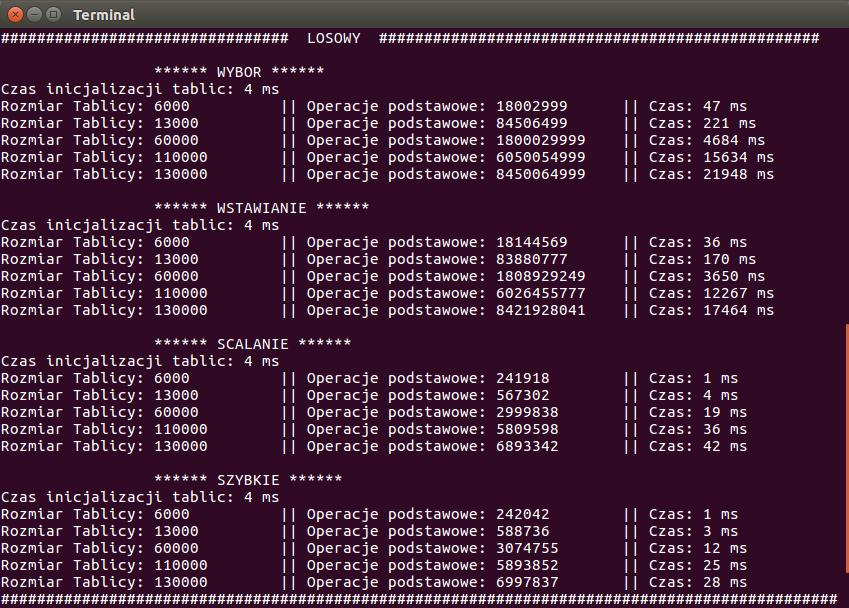 Terminal
################################  LOSOWY  #################################################
****** WYBOR ******
Czas inicjalizacji tablic: 4 ms
Rozmiar Tablicy: 6000          || Operacje podstawowe: 18002999      || Czas: 47 ms
Rozmiar Tablicy: 13000         || Operacje podstawowe: 84506499      || Czas: 221 ms
Rozmiar Tablicy: 60000         || Operacje podstawowe: 1800029999    || Czas: 4684 ms
Rozmiar Tablicy: 110000        || Operacje podstawowe: 6050054999    || Czas: 15634 ms
Rozmiar Tablicy: 130000        || Operacje podstawowe: 8450064999    || Czas: 21948 ms
****** WSTAWIANIE ******
Czas inicjalizacji tablic: 4 ms
Rozmiar Tablicy: 6000          || Operacje podstawowe: 18144569      || Czas: 36 ms
Rozmiar Tablicy: 13000         || Operacje podstawowe: 83880777      || Czas: 170 ms
Rozmiar Tablicy: 60000         || Operacje podstawowe: 1808929249    || Czas: 3650 ms
Rozmiar Tablicy: 110000        || Operacje podstawowe: 6026455777    || Czas: 12267 ms
Rozmiar Tablicy: 130000        || Operacje podstawowe: 8421928041    || Czas: 17464 ms
****** SCALANIE ******
Czas inicjalizacji tablic: 4 ms
Rozmiar Tablicy: 6000          || Operacje podstawowe: 241918        || Czas: 1 ms
Rozmiar Tablicy: 13000         || Operacje podstawowe: 567302        || Czas: 4 ms
Rozmiar Tablicy: 60000         || Operacje podstawowe: 2999838       || Czas: 19 ms
Rozmiar Tablicy: 110000        || Operacje podstawowe: 5809598       || Czas: 36 ms
Rozmiar Tablicy: 130000        || Operacje podstawowe: 6893342       || Czas: 42 ms
****** SZYBKIE ******
Czas inicjalizacji tablic: 4 ms
Rozmiar Tablicy: 6000          || Operacje podstawowe: 242042        || Czas: 1 ms
Rozmiar Tablicy: 13000         || Operacje podstawowe: 588736        || Czas: 3 ms
Rozmiar Tablicy: 60000         || Operacje podstawowe: 3074755       || Czas: 12 ms
Rozmiar Tablicy: 110000        || Operacje podstawowe: 5893852       || Czas: 25 ms
Rozmiar Tablicy: 130000        || Operacje podstawowe: 6997837       || Czas: 28 ms
#############################################################################################